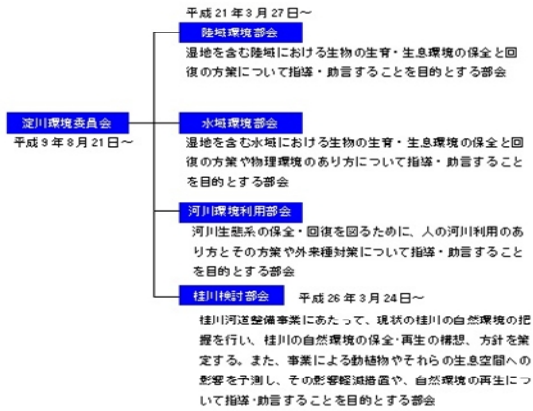 平成21年3月27日～
陸域環境部会
湿地を含む陸域における生物の生育・生息環境の保全と回
復の方策について指導・助言することを目的とする部会
淀川環境委員会
平成9年8月21日～
水域環境部会
湿地を含む水域における生物の生育・生息環境の保全と回
復の方策や物理環境のあり方について指導・助言すること
を目的とする部会
河川環境利用部会
河川生態系の保全・回復を図るために、人の河川利用のあ
り方とその方策や外来種対策について指導・助言すること
を目的とする部会
桂川検討部会 平成26年3月24日～
桂川河道整備事業にあたって、現状の桂川の自然環境の把
握を行い、桂川の自然環境の保全・再生の構想、方針を策
定する。また、事業による動植物やそれらの生息空間への
影響を予測し、その影響軽減措置や、自然環境の再生につ
いて指導・助言することを目的とする部会